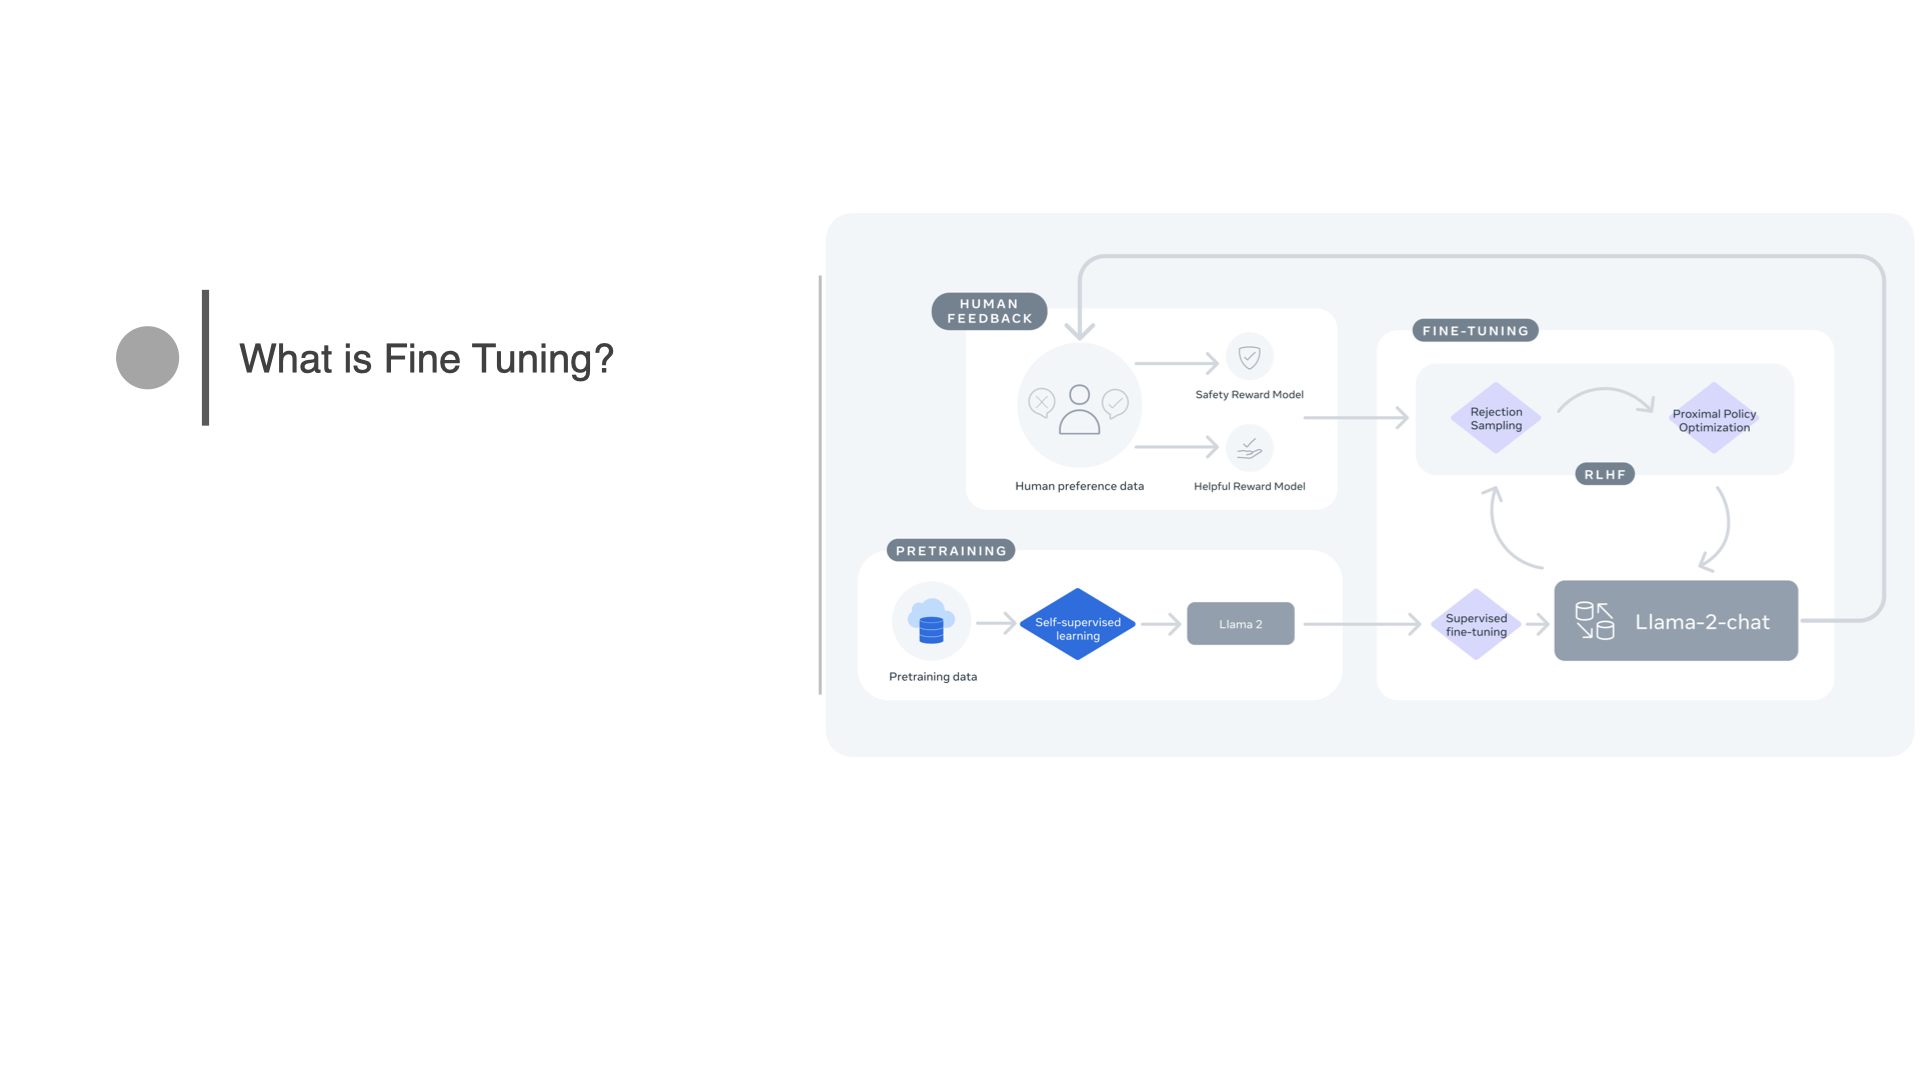 What is Fine Tuning?
HUMAN
FEEDBACK
Safety Reward Model
Human preference data
Helpful Reward Model
PRETRAINING
Pretraining data
Self-supervised
learning
Llama 2
FINE-TUNING
Rejection
Sampling
Proximal Policy
Optimization
RLHF
Supervised
fine-tuning
Llama-2-chat